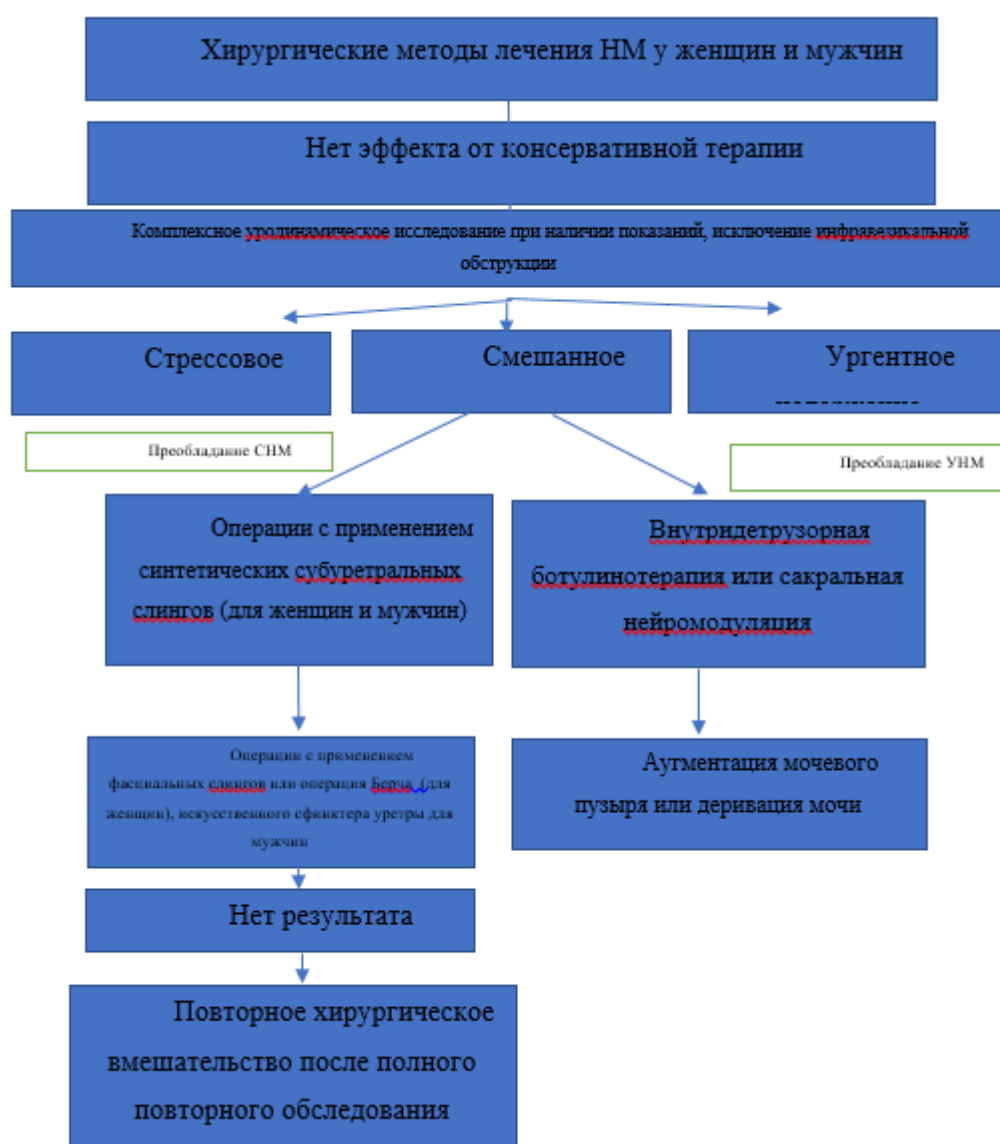 Хирургические методы лечения НМ у женщин и мужчин
Нет эффекта от консервативной терапии
Комплексное уродинамическое исследование при наличии показаний, исключение инфравезикальной
обструкции
Стрессовое
Смешанное
Ургентное
Преобладание СНМ
Преобладание УНМ
Операции с применением
синтетических субуретральных
слингов (для женщин и мужчин)
Внутридетрузорная
ботулинотерапия или сакральная
нейромодуляция
Операции с применением
фасциальных слингов или операция Берча (для
женщин), искусственного сфинктера уретры для
мужчин
Аугментация мочевого
пузыря или деривация мочи
Нет результата
Повторное хирургическое
вмешательство после полного
повторного обследования